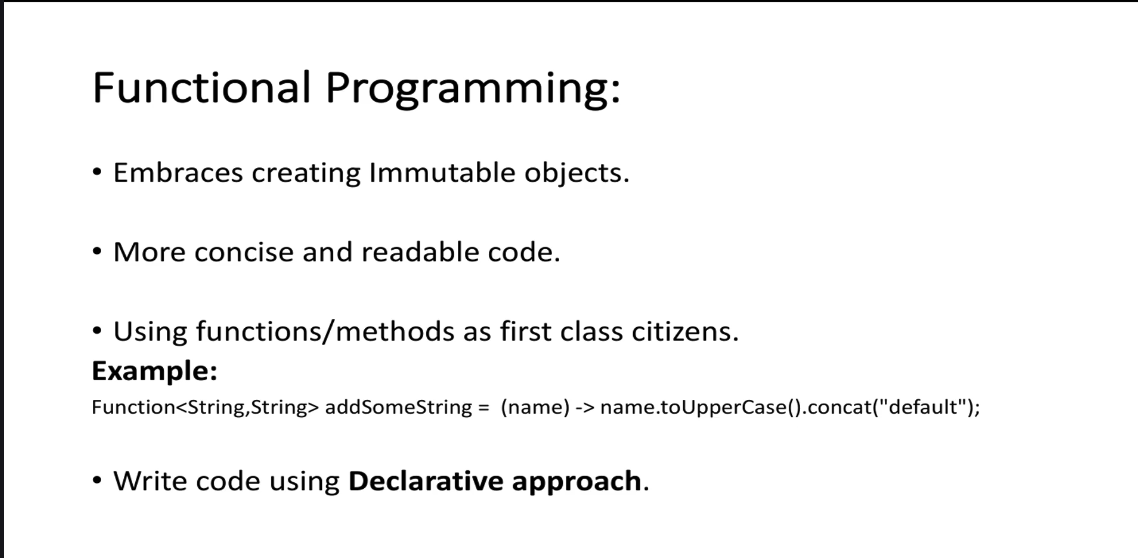 Functional Programming:
• Embraces creating Immutable objects.
• More concise and readable code.
• Using functions/methods as first class citizens.
Example:
Function<String,String> addSomeString =  (name) -> name.toUpperCase().concat("default");
• Write code using Declarative approach.